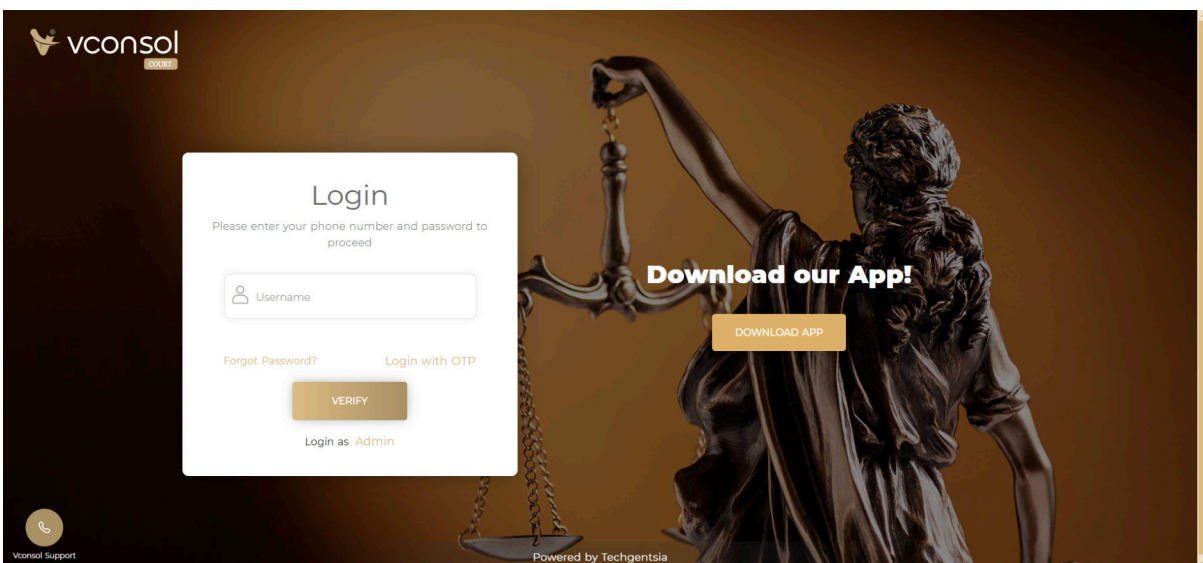 vconsol
COURT
Login
Please enter your phone number and password to
proceed
Username
Forgot Password?
Login with OTP
VERIFY
Login as Admin
Download our App!
DOWNLOAD APP
Vconsol Support
Powered by Techgentsia